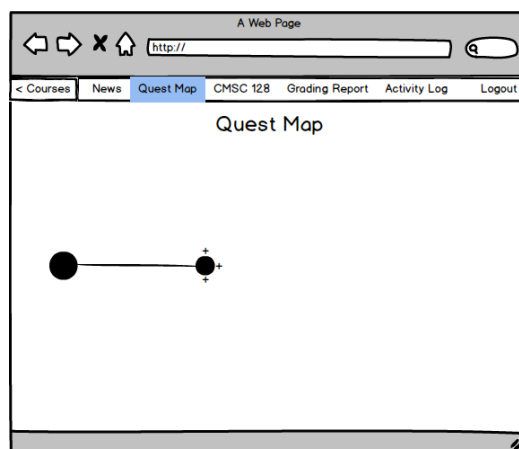 A Web Page
http://
< Courses News Quest Map CMSC 128 Grading Report Activity Log Logout
Quest Map
+
+
+